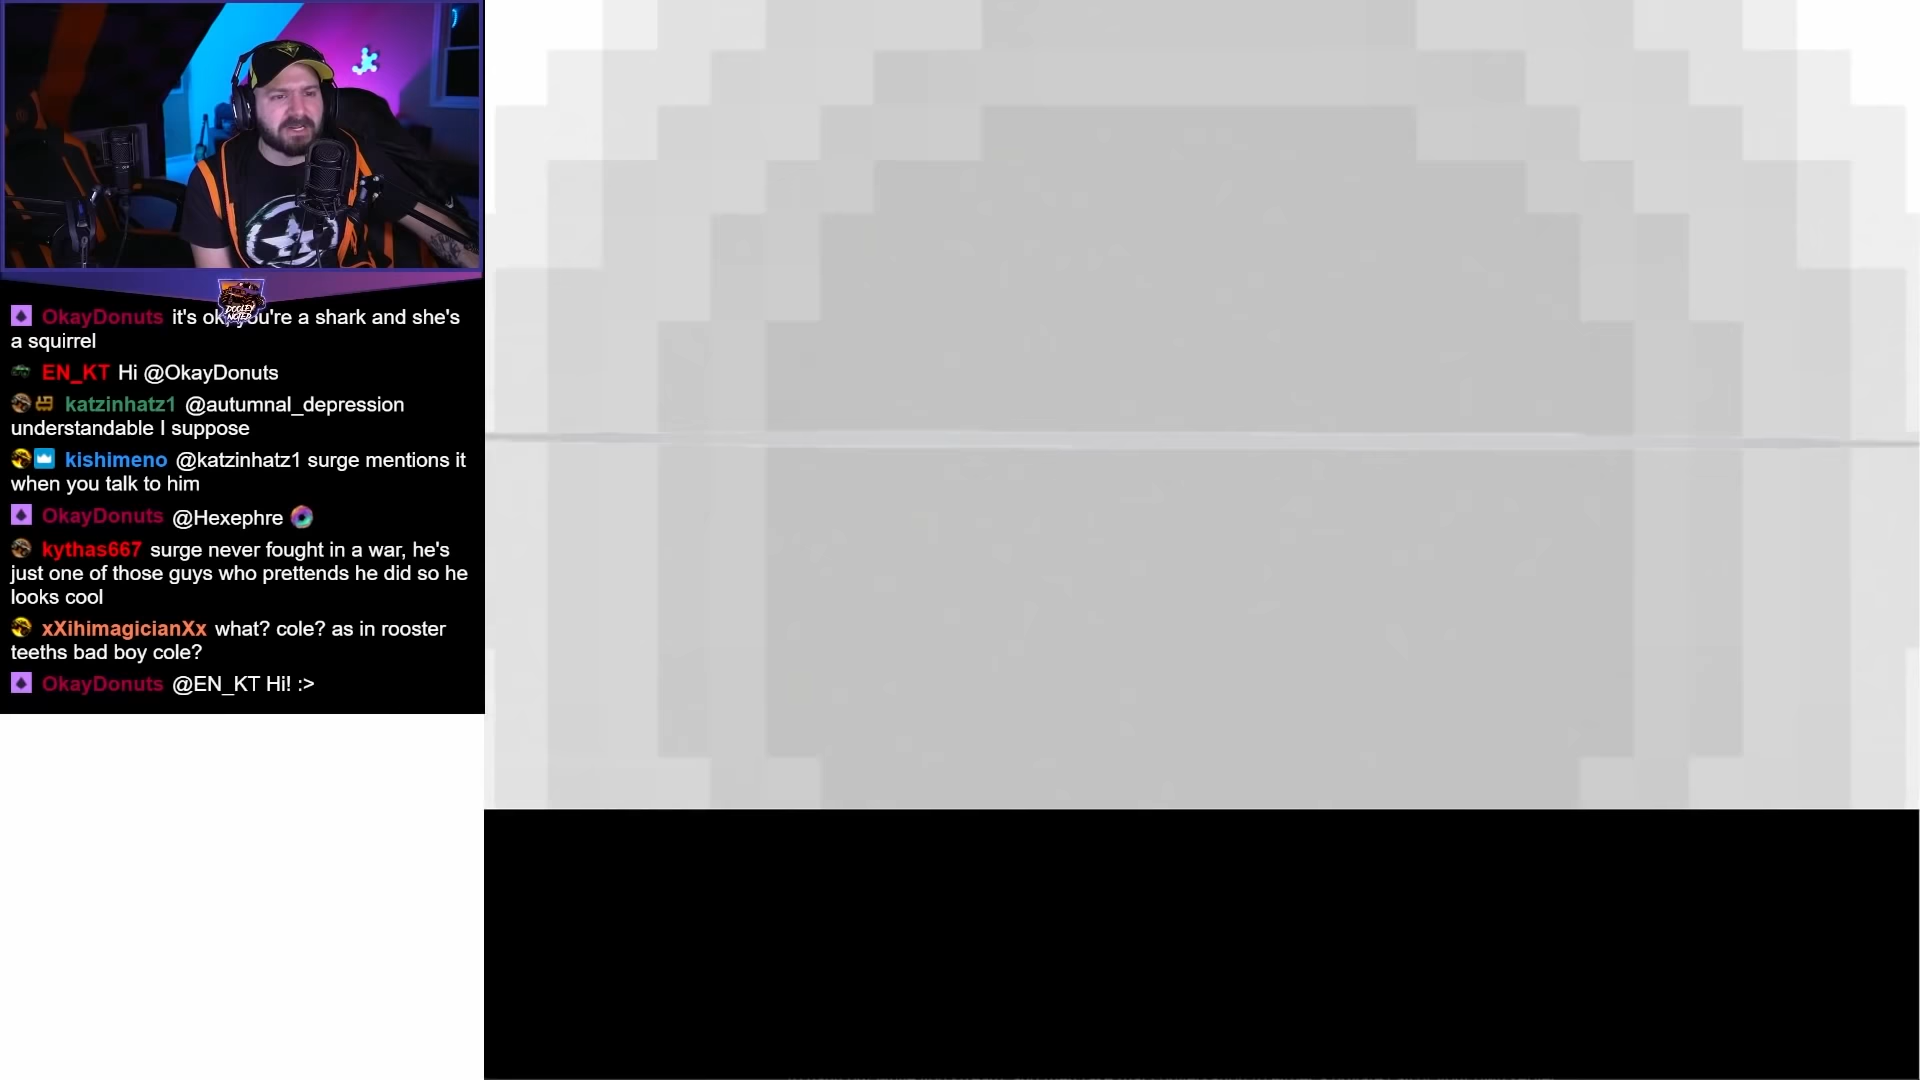 DOOLEY
NOTED
OkayDonuts it's ok, you're a shark and she's
a squirrel
EN_KT Hi @OkayDonuts
katzinhatz1 @autumnal_depression
understandable I suppose
kishimeno @katzinhatz1 surge mentions it
when you talk to him
OkayDonuts @Hexephre
kythas667 surge never fought in a war, he's
just one of those guys who prettends he did so he
looks cool
xXihimagicianXx what? cole? as in rooster
teeths bad boy cole?
OkayDonuts @EN_KT Hi! :>